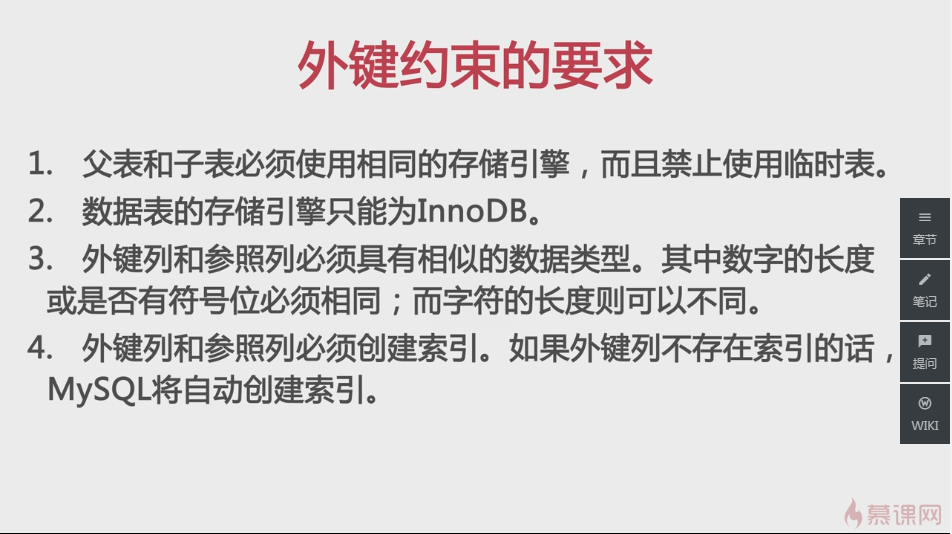 外键约束的要求
1. 父表和子表必须使用相同的存储引擎，而且禁止使用临时表。
2. 数据表的存储引擎只能为InnoDB。
3. 外键列和参照列必须具有相似的数据类型。其中数字的长度
或是否有符号位必须相同；而字符的长度则可以不同。
4. 外键列和参照列必须创建索引。如果外键列不存在索引的话，
MySQL将自动创建索引。
章节
笔记
提问
WIKI
慕课网